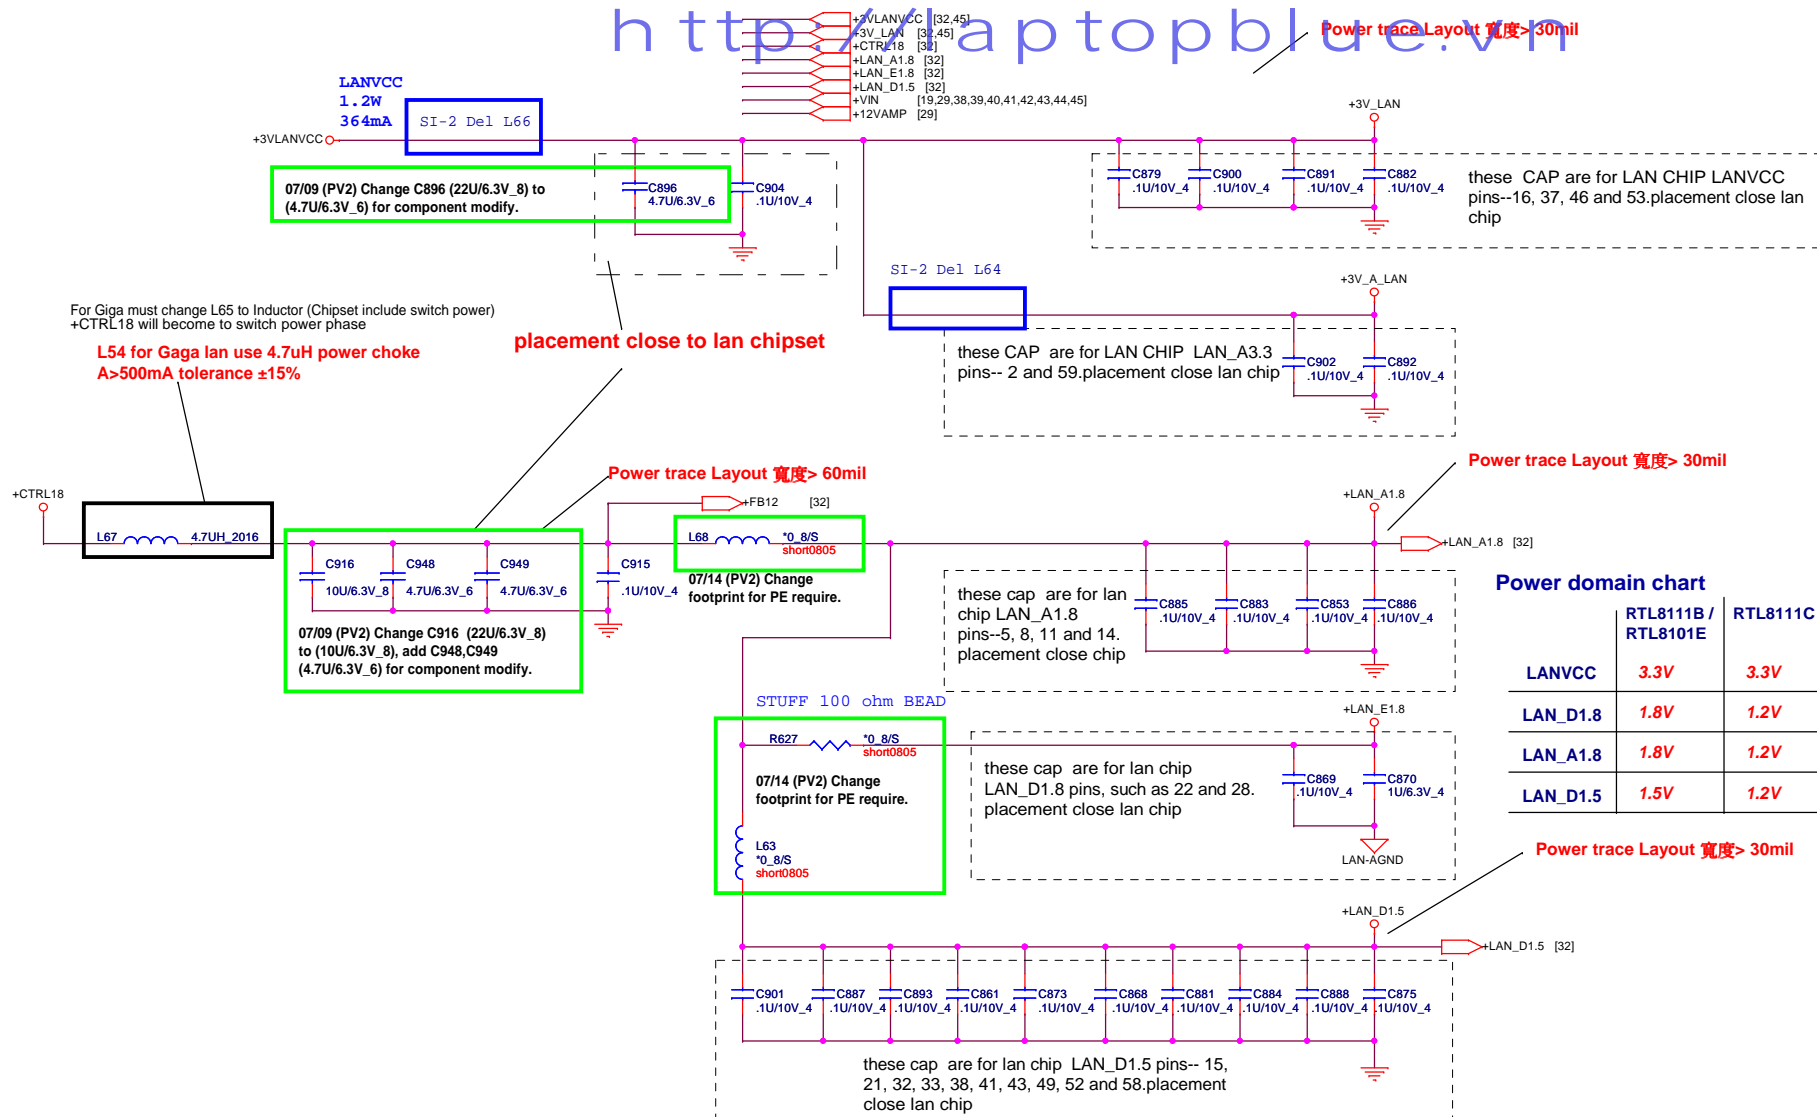 http://laptopblue.vn
+3VLANVCC [32,45]
+3V_LAN [32,45]
+CTRL18 [32]
+LAN_A1.8 [32]
+LAN_E1.8 [32]
+LAN_D1.5 [32]
+VIN [19,29,38,39,40,41,42,43,44,45]
+12VAMP [29]
Power trace Layout 寬度> 30mil
LANVCC
1.2W
364mA
SI-2 Del L66
+3VLANVCC
+3V_LAN
07/09 (PV2) Change C896 (22U/6.3V_8) to
(4.7U/6.3V_6) for component modify.
C896
4.7U/6.3V_6
C904
.1U/10V_4
C879
.1U/10V_4
C900
.1U/10V_4
C891
.1U/10V_4
C882
.1U/10V_4
these CAP are for LAN CHIP LANVCC
pins--16, 37, 46 and 53.placement close lan
chip
SI-2 Del L64
+3V_A_LAN
these CAP are for LAN CHIP LAN_A3.3
pins-- 2 and 59.placement close lan chip
C902
.1U/10V_4
C892
.1U/10V_4
For Giga must change L65 to Inductor (Chipset include switch power)
+CTRL18 will become to switch power phase
L54 for Gaga lan use 4.7uH power choke
A>500mA tolerance ±15%
placement close to lan chipset
Power trace Layout 寬度> 60mil
Power trace Layout 寬度> 30mil
+CTRL18
L67
4.7UH_2016
+FB12 [32]
L68
*0_8/S
short0805
+LAN_A1.8
+LAN_A1.8 [32]
C916
10U/6.3V_8
C948
4.7U/6.3V_6
C949
4.7U/6.3V_6
C915
.1U/10V_4
07/14 (PV2) Change
footprint for PE require.
07/09 (PV2) Change C916 (22U/6.3V_8)
to (10U/6.3V_8), add C948,C949
(4.7U/6.3V_6) for component modify.
these cap are for lan
chip LAN_A1.8
pins--5, 8, 11 and 14.
placement close chip
C885
.1U/10V_4
C883
.1U/10V_4
C853
.1U/10V_4
C886
.1U/10V_4
Power domain chart
RTL8111B / RTL8111C
RTL8101E
LANVCC 3.3V 3.3V
LAN_D1.8 1.8V 1.2V
LAN_A1.8 1.8V 1.2V
LAN_D1.5 1.5V 1.2V
STUFF 100 ohm BEAD
R627
*0_8/S
short0805
07/14 (PV2) Change
footprint for PE require.
L63
*0_8/S
short0805
+LAN_E1.8
these cap are for lan chip
LAN_D1.8 pins, such as 22 and 28.
placement close lan chip
C869
.1U/10V_4
C870
1U/6.3V_4
LAN-AGND
Power trace Layout 寬度> 30mil
+LAN_D1.5
+LAN_D1.5 [32]
C901
.1U/10V_4
C887
.1U/10V_4
C893
.1U/10V_4
C861
.1U/10V_4
C873
.1U/10V_4
C868
.1U/10V_4
C881
.1U/10V_4
C884
.1U/10V_4
C888
.1U/10V_4
C875
.1U/10V_4
these cap are for lan chip LAN_D1.5 pins-- 15,
21, 32, 33, 38, 41, 43, 49, 52 and 58.placement
close lan chip